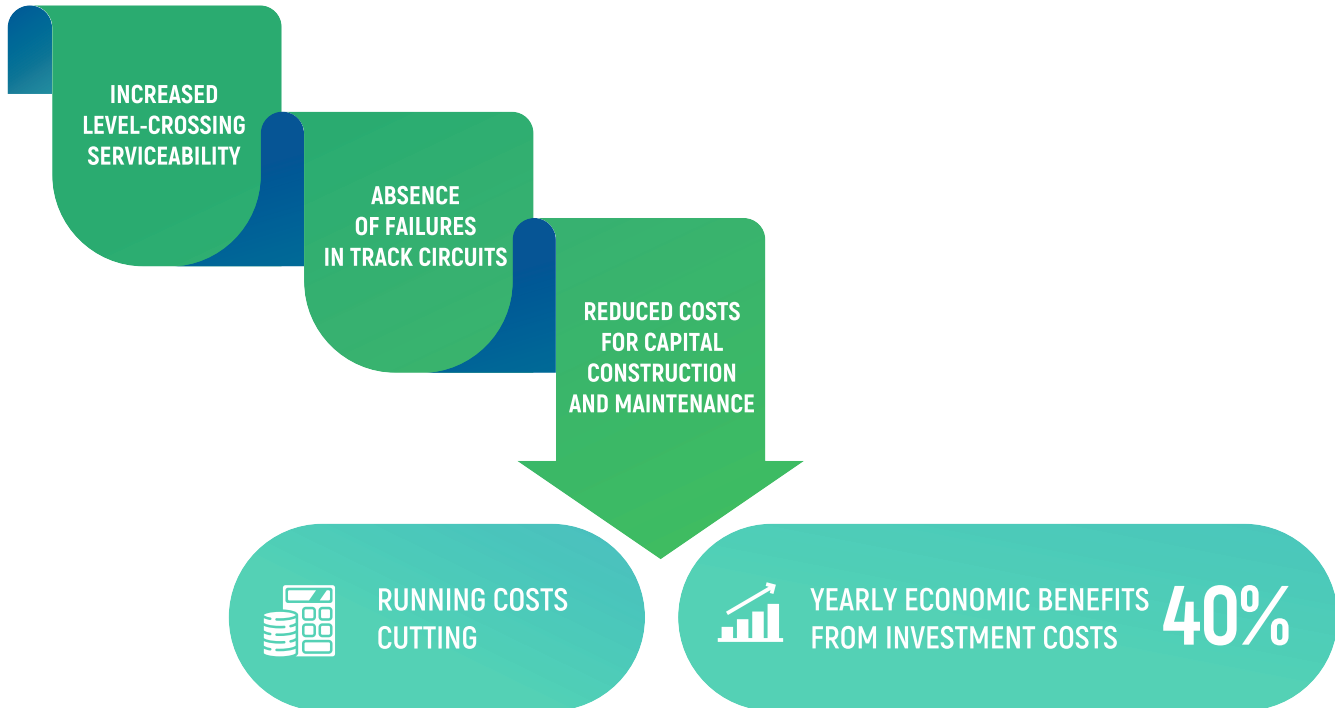 INCREASED
LEVEL-CROSSING
SERVICEABILITY
ABSENCE
OF FAILURES
IN TRACK CIRCUITS
REDUCED COSTS
FOR CAPITAL
CONSTRUCTION
AND MAINTENANCE
RUNNING COSTS
CUTTING
YEARLY ECONOMIC BENEFITS
FROM INVESTMENT COSTS
40%